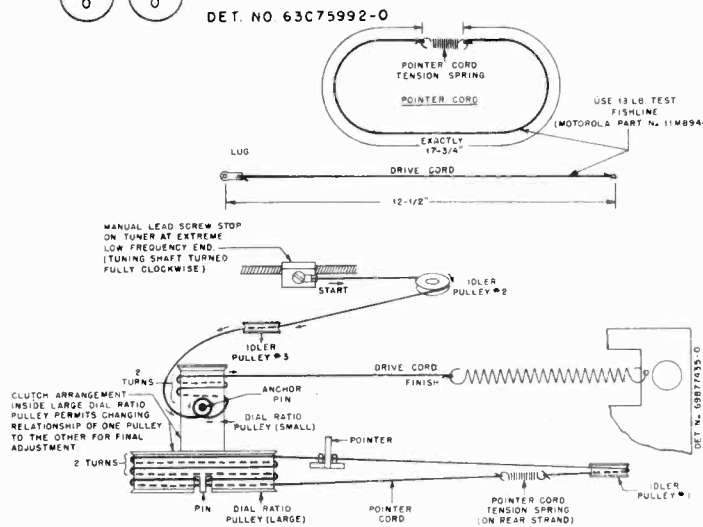 DET. NO. 63C75992-0
POINTER CORD
TENSION SPRING
POINTER CORD
USE 13 LB. TEST
FISHLINE
(MOTOROLA PART No. 11M894
EXACTLY
17-3/4"
LUG
DRIVE CORD
12-1/2"
MANUAL LEAD SCREW STOP
ON TUNER AT EXTREME
LOW FREQUENCY END.
(TUNING SHAFT TURNED
FULLY CLOCKWISE)
START
IDLER
PULLEY #2
IDLER
PULLEY #3
2
TURNS
DRIVE CORD
FINISH
ANCHOR
PIN
CLUTCH ARRANGEMENT
INSIDE LARGE DIAL RATIO
PULLEY PERMITS CHANGING
RELATIONSHIP OF ONE PULLEY
TO THE OTHER FOR FINAL
ADJUSTMENT.
DIAL RATIO
PULLEY (SMALL)
POINTER
2 TURNS
PIN
DIAL RATIO
PULLEY (LARGE)
POINTER
CORD
POINTER CORD
TENSION SPRING
(ON REAR STRAND)
IDLER
PULLEY #1
DET. No. 69B77435-0